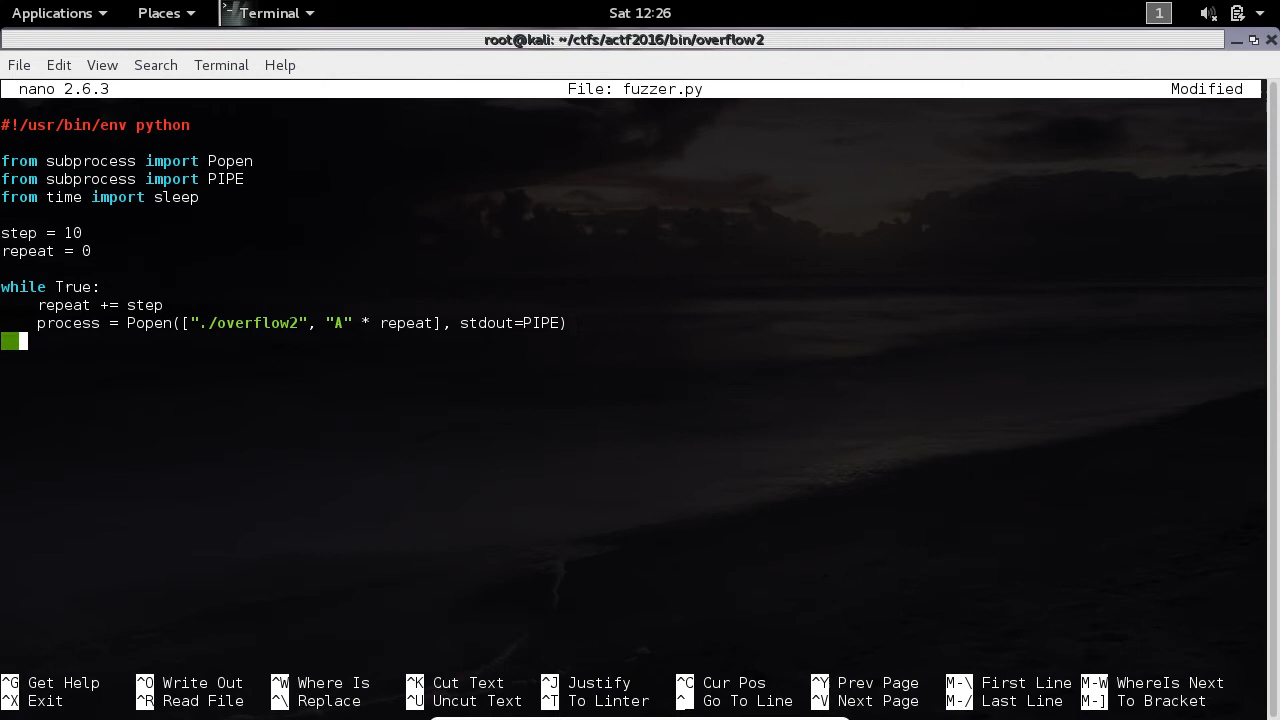 Applications Places Terminal Sat 12:26 1
root@kali: ~/ctfs/actf2016/bin/overflow2
File Edit View Search Terminal Help
nano 2.6.3 File: fuzzer.py Modified
#!/usr/bin/env python
from subprocess import Popen
from subprocess import PIPE
from time import sleep
step = 10
repeat = 0
while True:
    repeat += step
    process = Popen(["./overflow2", "A" * repeat], stdout=PIPE)
^G Get Help ^O Write Out ^W Where Is ^K Cut Text ^J Justify ^C Cur Pos ^Y Prev Page M-\ First Line M-W WhereIs Next
^X Exit ^R Read File ^\ Replace ^U Uncut Text ^T To Linter ^_ Go To Line ^V Next Page M-/ Last Line M-] To Bracket